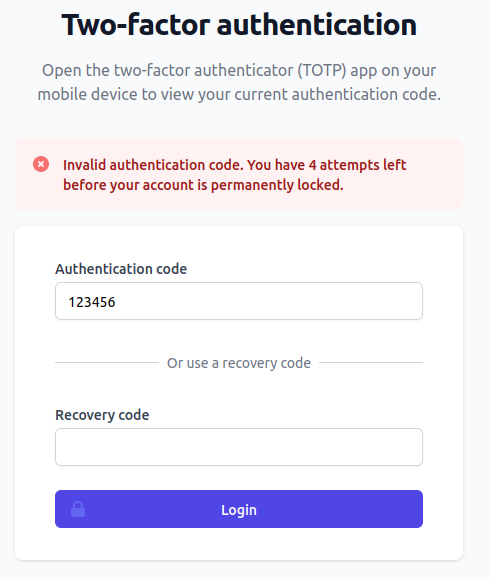 Two-factor authentication
Open the two-factor authenticator (TOTP) app on your
mobile device to view your current authentication code.
Invalid authentication code. You have 4 attempts left
before your account is permanently locked.
Authentication code
123456
Or use a recovery code
Recovery code
Login